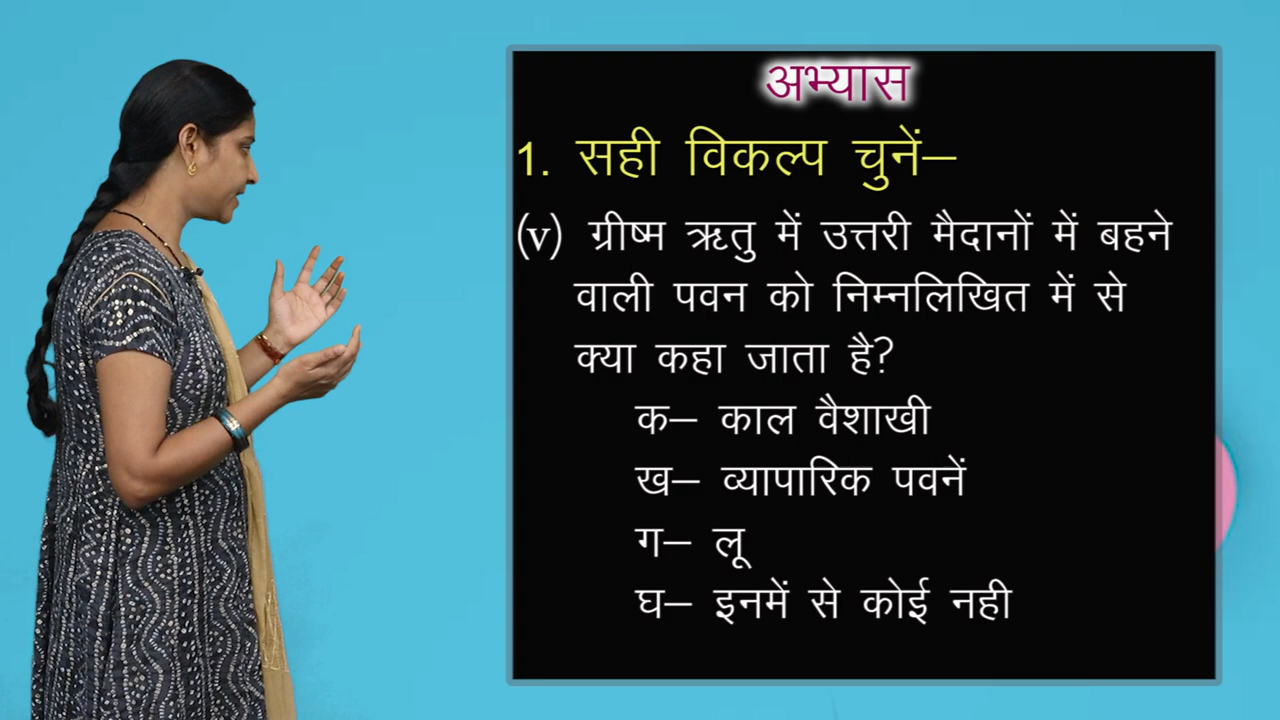 अभ्यास
1. सही विकल्प चुनें–
(v) ग्रीष्म ऋतु में उत्तरी मैदानों में बहने
वाली पवन को निम्नलिखित में से
क्या कहा जाता है?
क– काल वैशाखी
ख– व्यापारिक पवनें
ग– लू
घ– इनमें से कोई नही